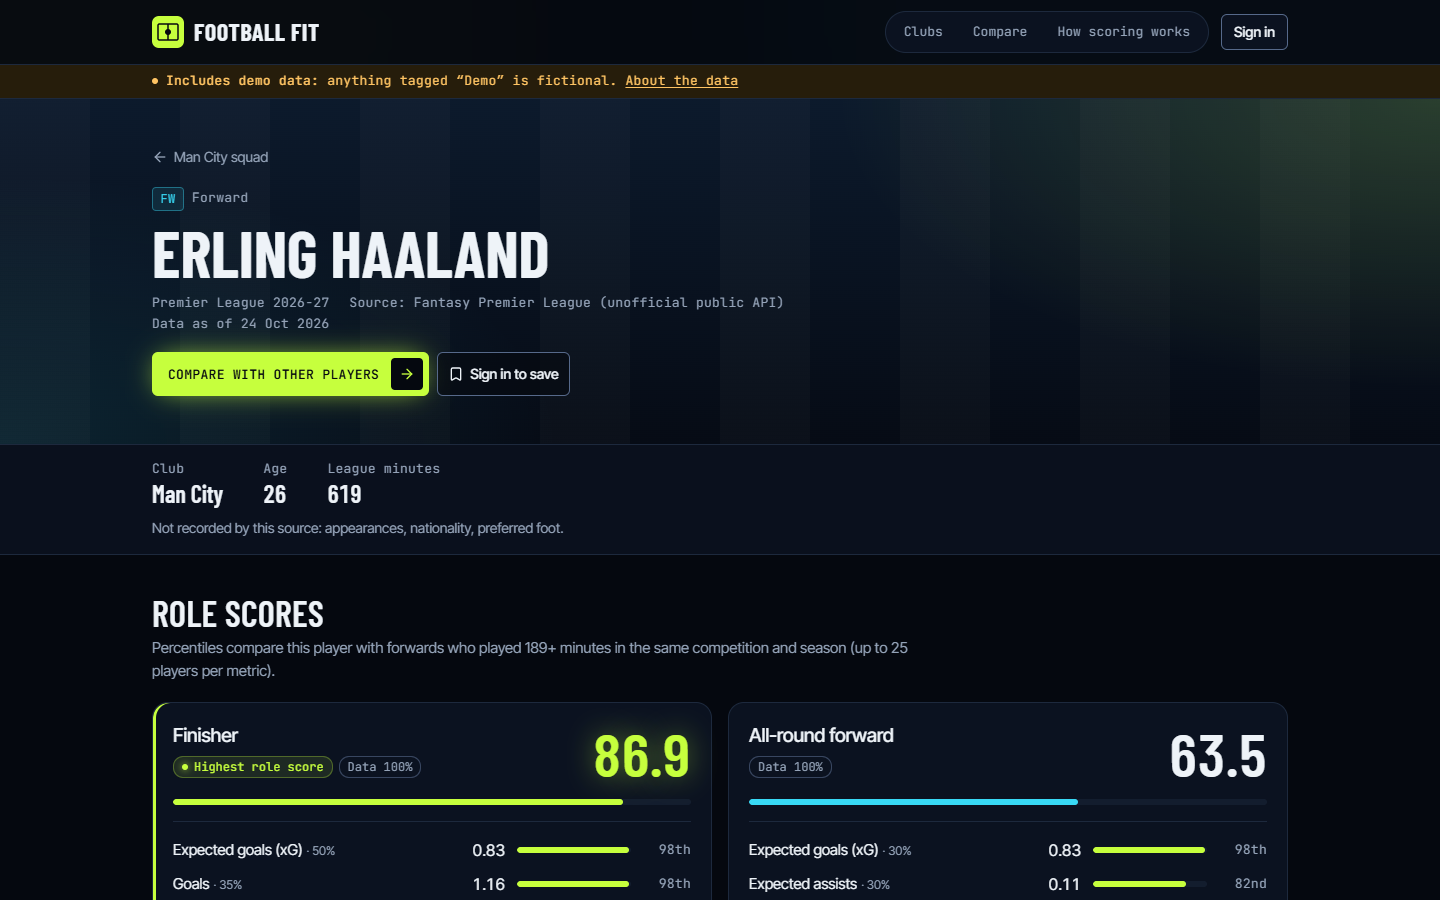 FOOTBALL FIT
Clubs
Compare
How scoring works
Sign in
Includes demo data: anything tagged “Demo” is fictional. About the data
Man City squad
FW Forward
ERLING HAALAND
Premier League 2026-27 Source: Fantasy Premier League (unofficial public API)
Data as of 24 Oct 2026
COMPARE WITH OTHER PLAYERS
Sign in to save
Club Age League minutes
Man City 26 619
Not recorded by this source: appearances, nationality, preferred foot.
ROLE SCORES
Percentiles compare this player with forwards who played 189+ minutes in the same competition and season (up to 25
players per metric).
Finisher
Highest role score Data 100%
86.9
Expected goals (xG) · 50% 0.83 98th
Goals · 35% 1.16 98th
All-round forward
Data 100%
63.5
Expected goals (xG) · 30% 0.83 98th
Expected assists · 30% 0.11 82nd